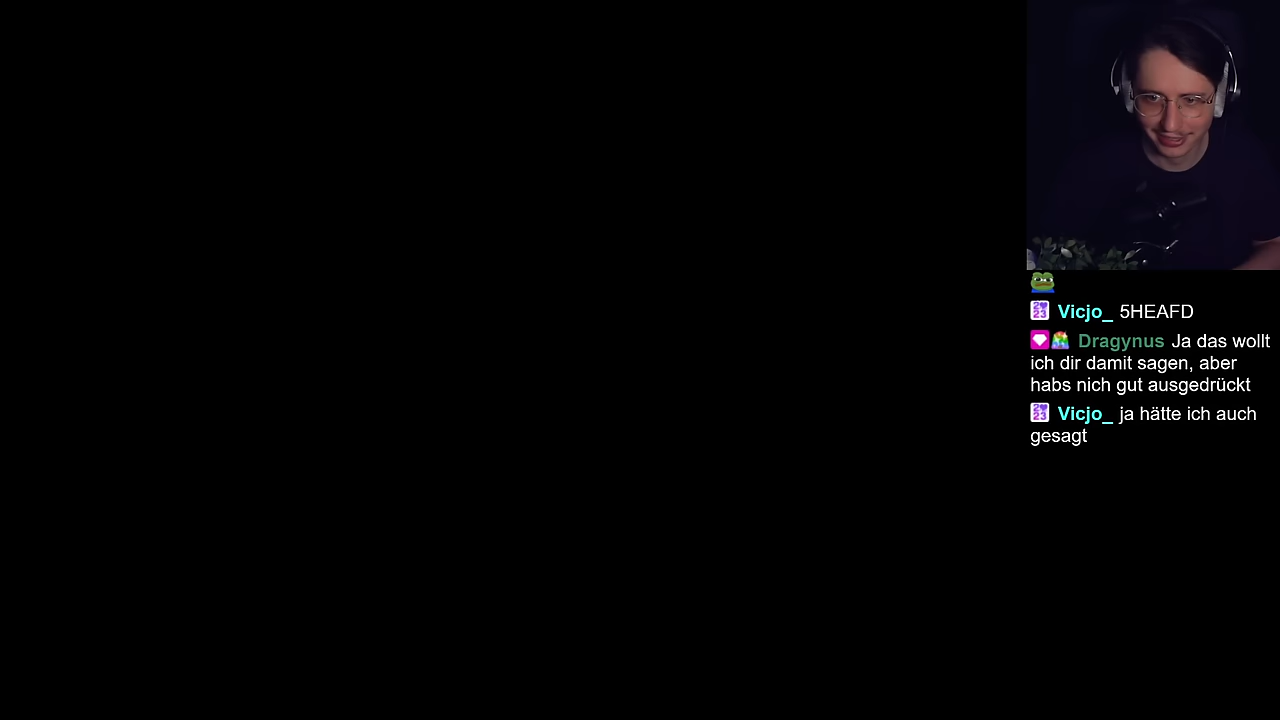 Vicjo_ 5HEAFD
Dragynus Ja das wollt
ich dir damit sagen, aber
habs nich gut ausgedrückt
Vicjo_ ja hätte ich auch
gesagt